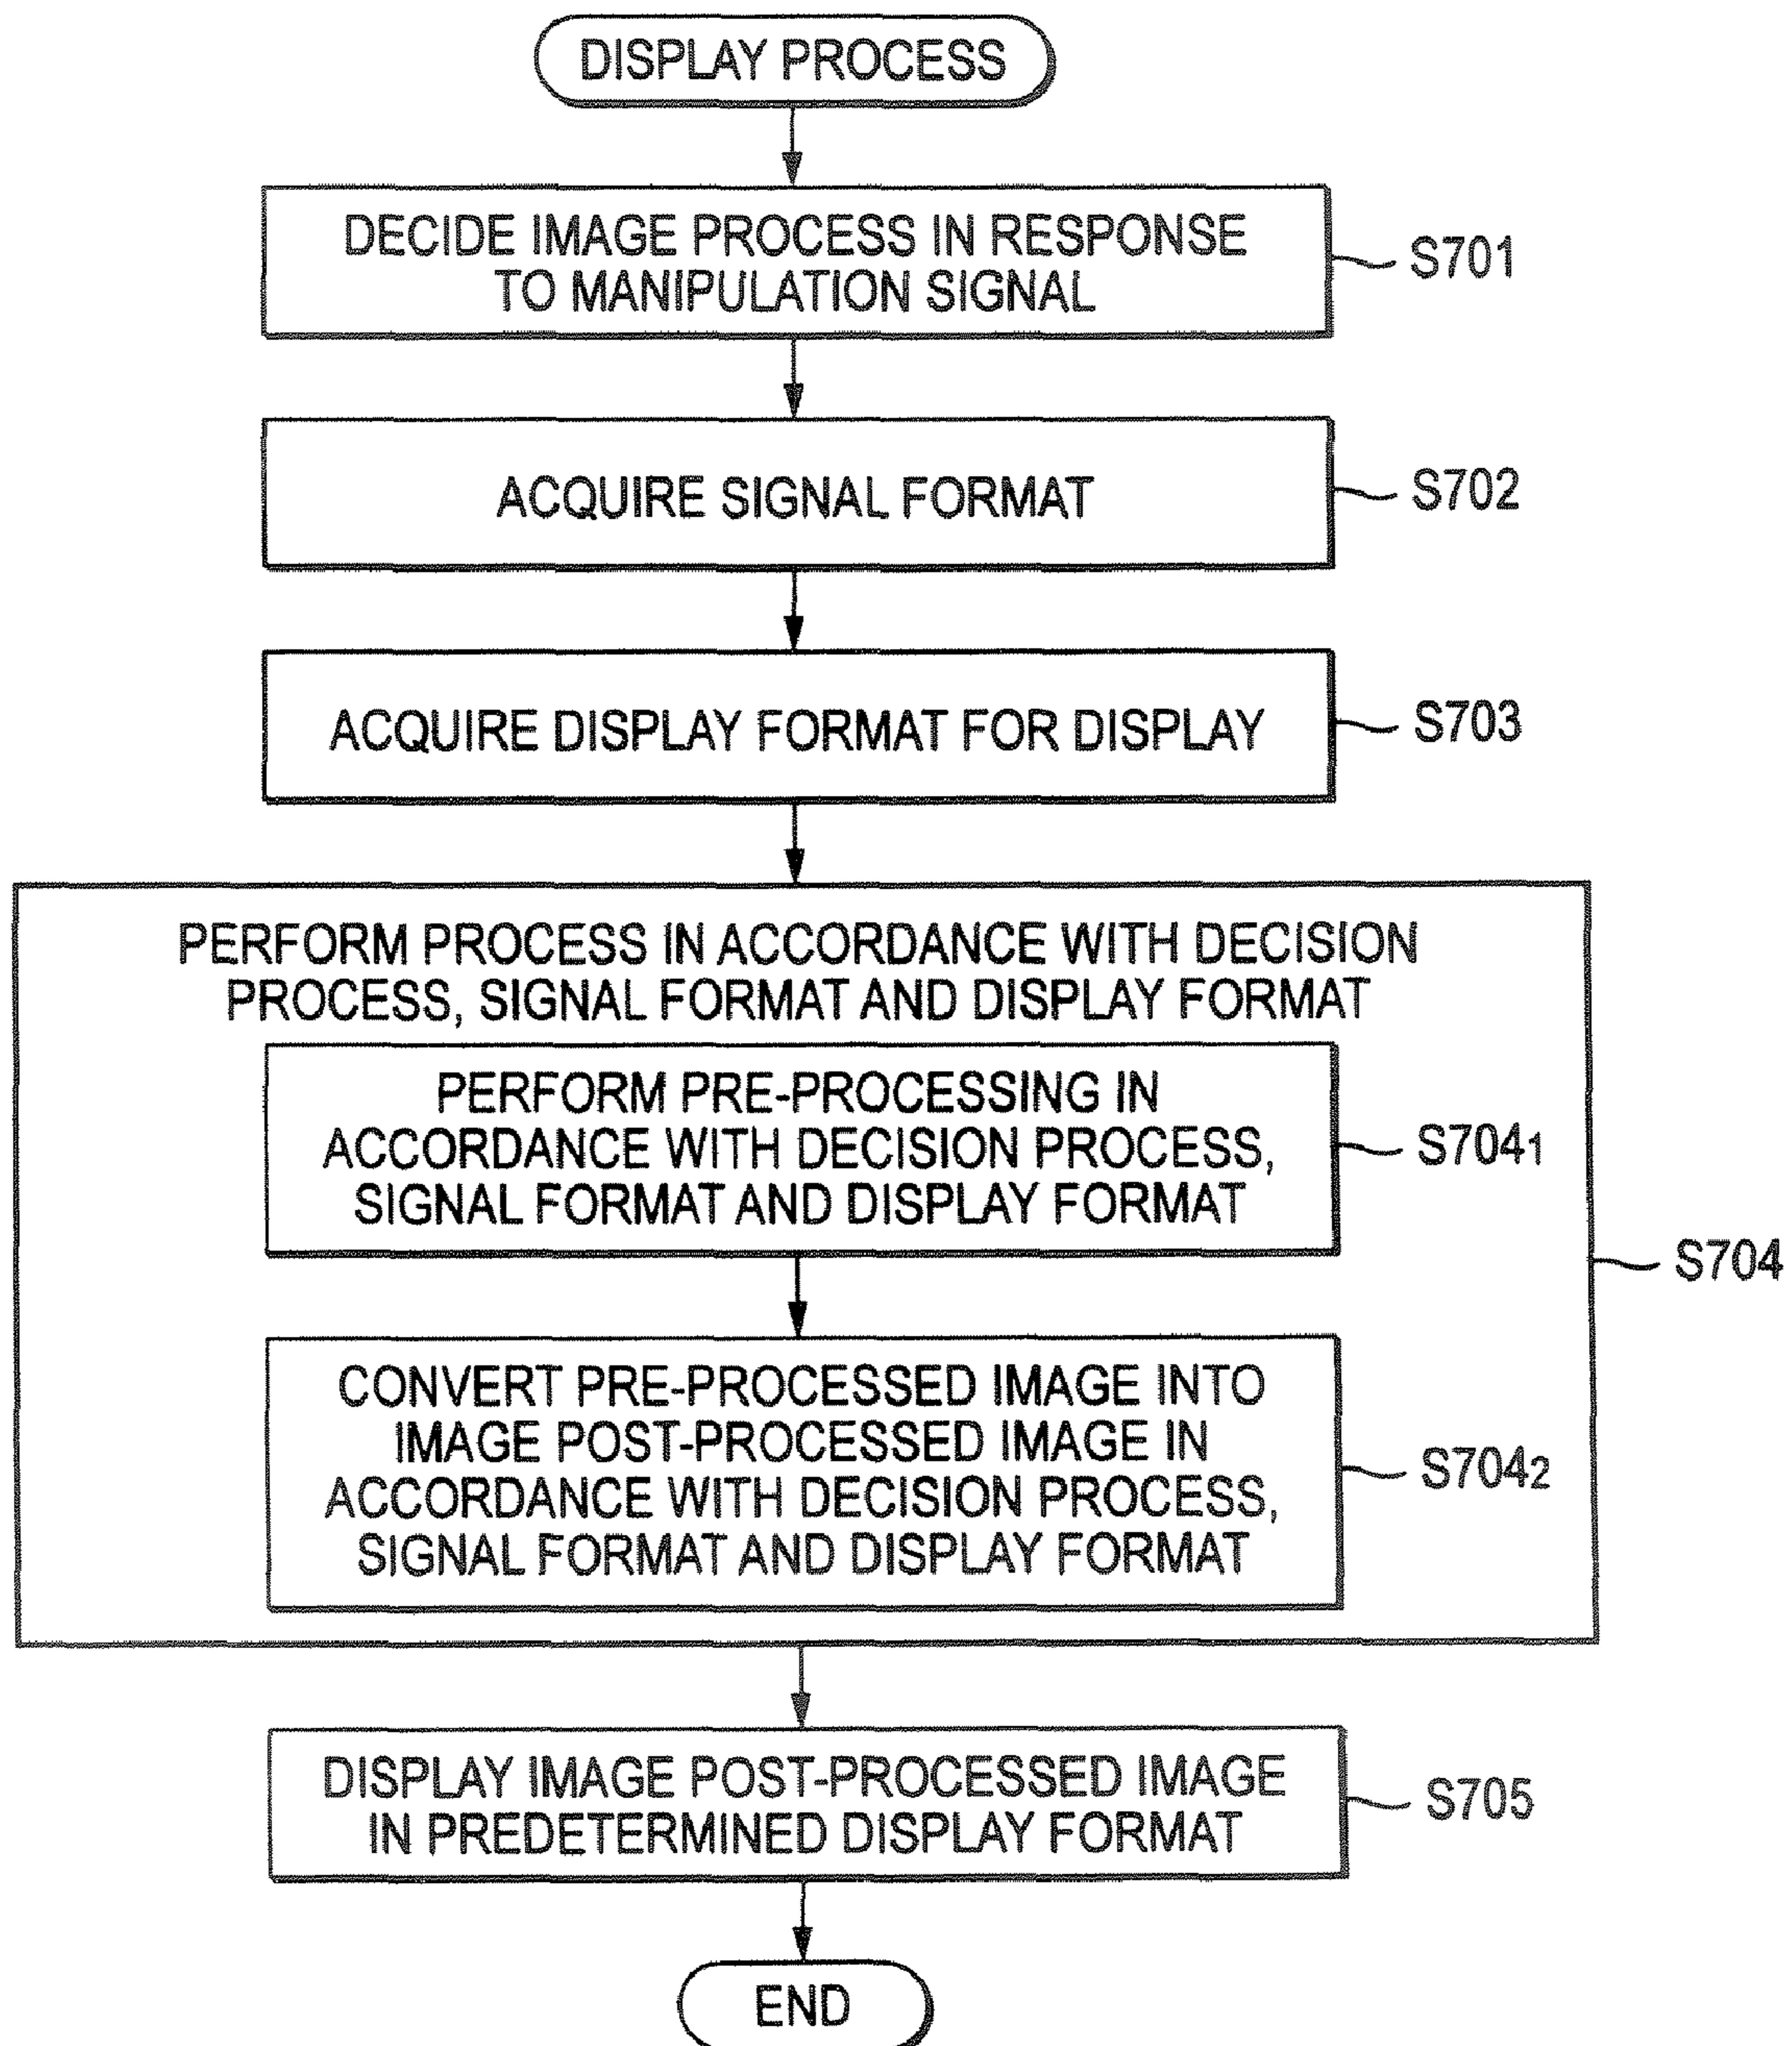 DISPLAY PROCESS
DECIDE IMAGE PROCESS IN RESPONSE
TO MANIPULATION SIGNAL
S701
ACQUIRE SIGNAL FORMAT
S702
ACQUIRE DISPLAY FORMAT FOR DISPLAY
S703
PERFORM PROCESS IN ACCORDANCE WITH DECISION
PROCESS, SIGNAL FORMAT AND DISPLAY FORMAT
PERFORM PRE-PROCESSING IN
ACCORDANCE WITH DECISION PROCESS,
SIGNAL FORMAT AND DISPLAY FORMAT
S704₁
S704
CONVERT PRE-PROCESSED IMAGE INTO
IMAGE POST-PROCESSED IMAGE IN
ACCORDANCE WITH DECISION PROCESS,
SIGNAL FORMAT AND DISPLAY FORMAT
S704₂
DISPLAY IMAGE POST-PROCESSED IMAGE
IN PREDETERMINED DISPLAY FORMAT
S705
END